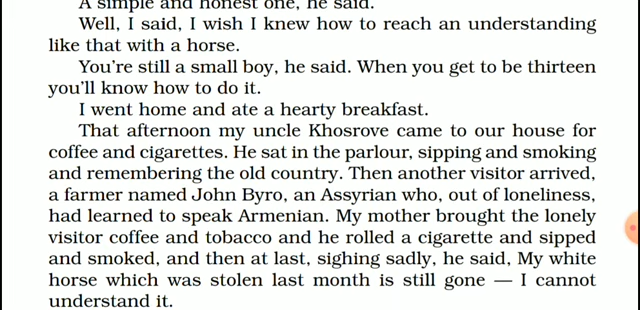 A simple and honest one, he said.
Well, I said, I wish I knew how to reach an understanding
like that with a horse.
You're still a small boy, he said. When you get to be thirteen
you'll know how to do it.
I went home and ate a hearty breakfast.
That afternoon my uncle Khosrove came to our house for
coffee and cigarettes. He sat in the parlour, sipping and smoking
and remembering the old country. Then another visitor arrived,
a farmer named John Byro, an Assyrian who, out of loneliness,
had learned to speak Armenian. My mother brought the lonely
visitor coffee and tobacco and he rolled a cigarette and sipped
and smoked, and then at last, sighing sadly, he said, My white
horse which was stolen last month is still gone — I cannot
understand it.